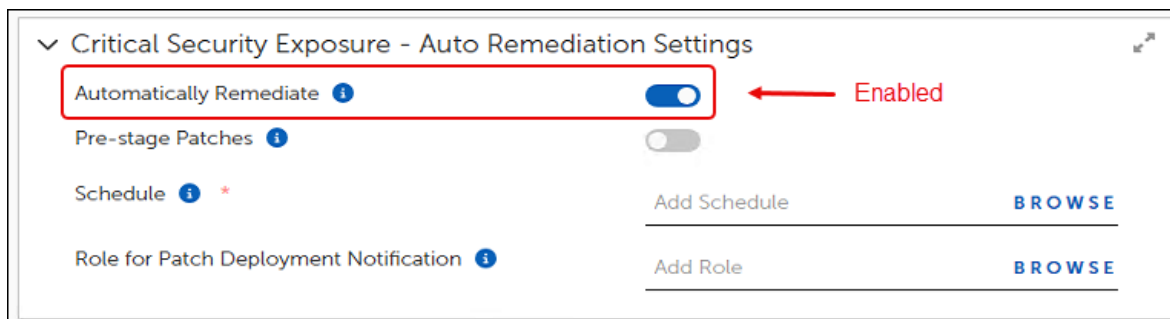 Critical Security Exposure - Auto Remediation Settings
Automatically Remediate i
Enabled
Pre-stage Patches i
Schedule i *
Add Schedule BROWSE
Role for Patch Deployment Notification i
Add Role BROWSE